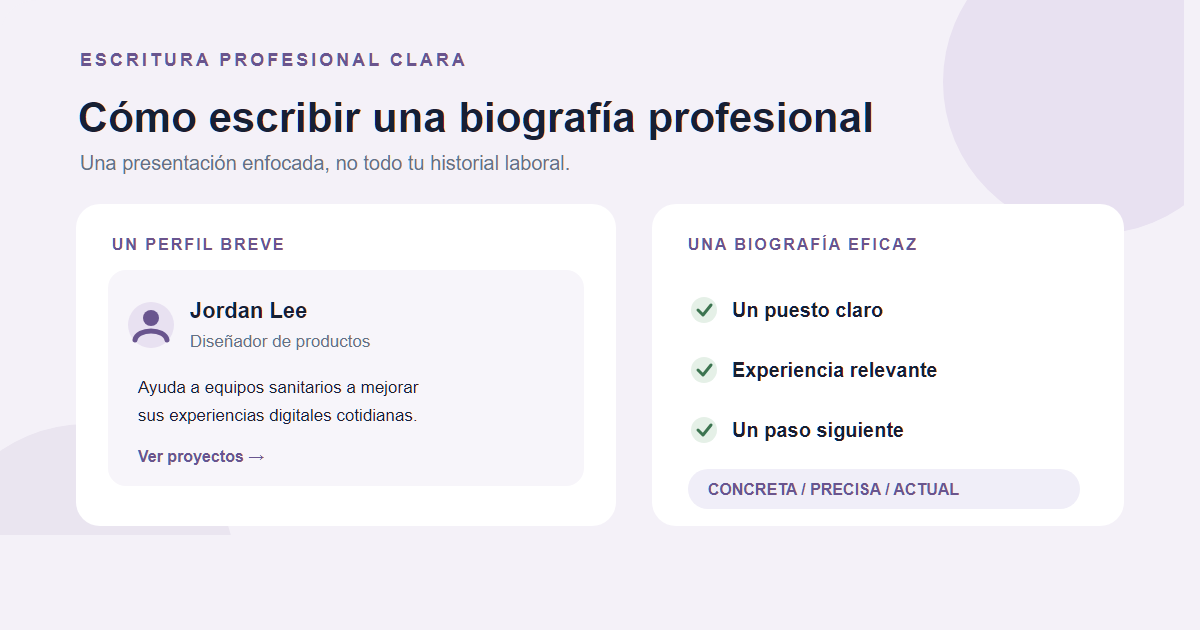 ESCRITURA PROFESIONAL CLARA
Cómo escribir una biografía profesional
Una presentación enfocada, no todo tu historial laboral.
UN PERFIL BREVE
Jordan Lee
Diseñador de productos
Ayuda a equipos sanitarios a mejorar
sus experiencias digitales cotidianas.
Ver proyectos →
UNA BIOGRAFÍA EFICAZ
Un puesto claro
Experiencia relevante
Un paso siguiente
CONCRETA / PRECISA / ACTUAL